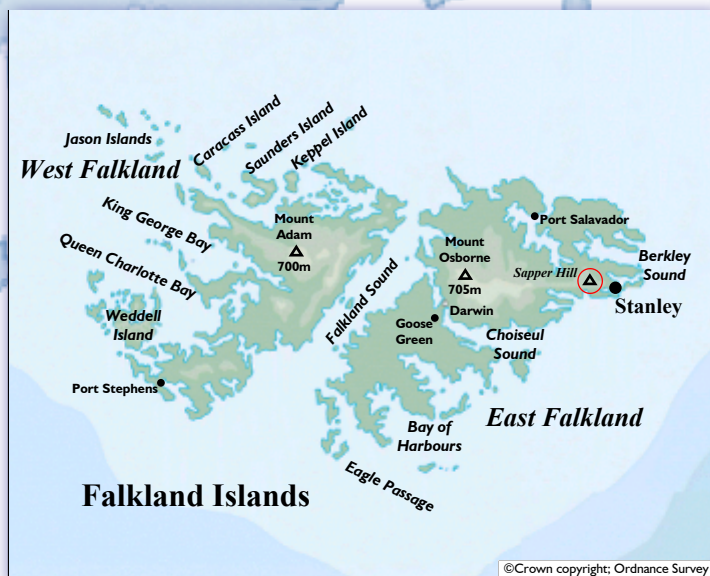 Jason Islands
West Falkland
Caracass Island
Saunders Island
Keppel Island
King George Bay
Queen Charlotte Bay
Mount
Adam
700m
Weddell
Island
Port Stephens
Falkland Sound
Port Salavador
Mount
Osborne
705m
Sapper Hill
Berkley
Sound
Stanley
Darwin
Goose
Green
Choiseul
Sound
East Falkland
Bay of
Harbours
Eagle Passage
Falkland Islands
©Crown copyright; Ordnance Survey